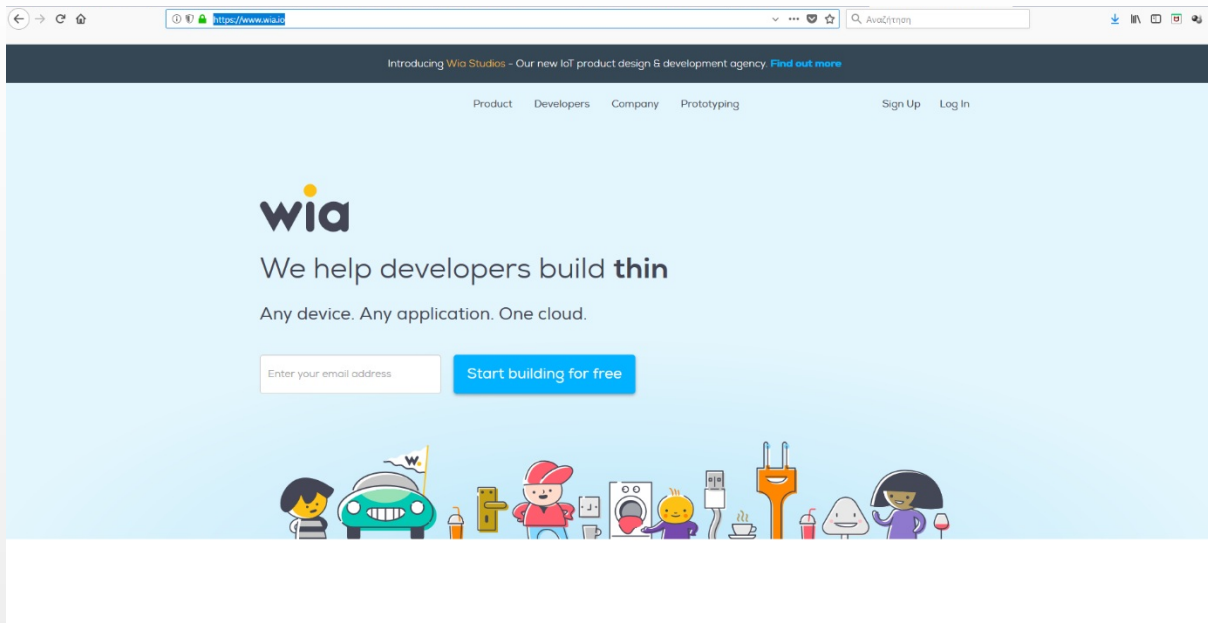 https://www.wia.io
Αναζήτηση
Introducing Wia Studios - Our new IoT product design & development agency. Find out more
Product Developers Company Prototyping Sign Up Log In
wia
We help developers build thin
Any device. Any application. One cloud.
Enter your email address
Start building for free
W.